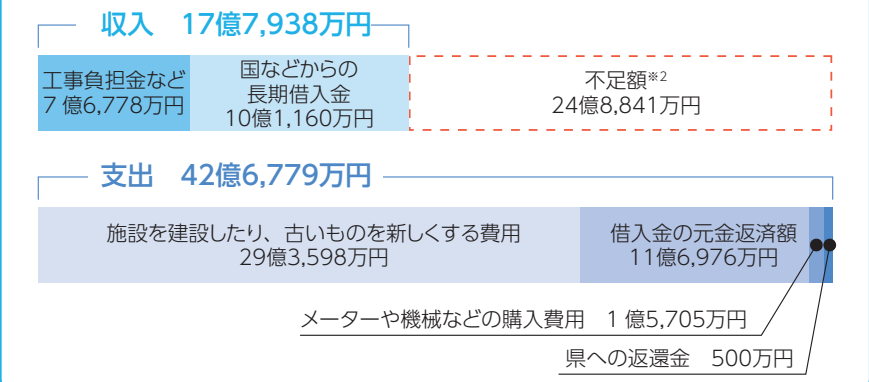 収入　17億7,938万円
工事負担金など
7億6,778万円
国などからの
長期借入金
10億1,160万円
不足額※2
24億8,841万円
支出　42億6,779万円
施設を建設したり、古いものを新しくする費用
29億3,598万円
借入金の元金返済額
11億6,976万円
メーターや機械などの購入費用　1億5,705万円
県への返還金　500万円